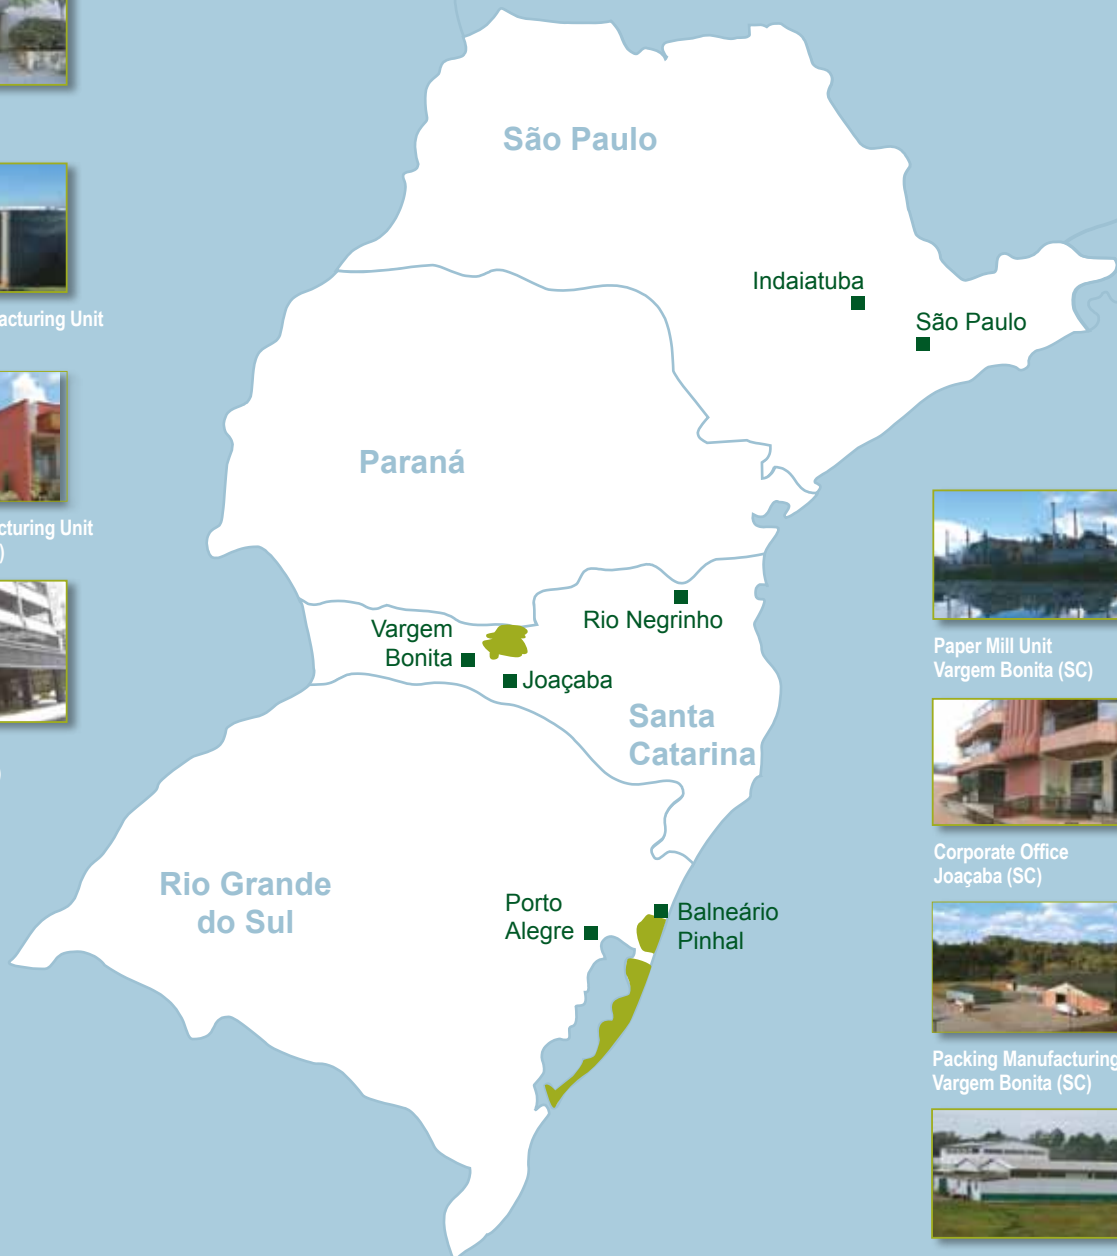 São Paulo
Indaiatuba
São Paulo
acturing Unit
Paraná
cturing Unit
)
Rio Negrinho
Vargem
Bonita
Joaçaba
Paper Mill Unit
Vargem Bonita (SC)
Santa
Catarina
)
Corporate Office
Joaçaba (SC)
Rio Grande
do Sul
Porto
Alegre
Balneário
Pinhal
Packing Manufacturing
Vargem Bonita (SC)